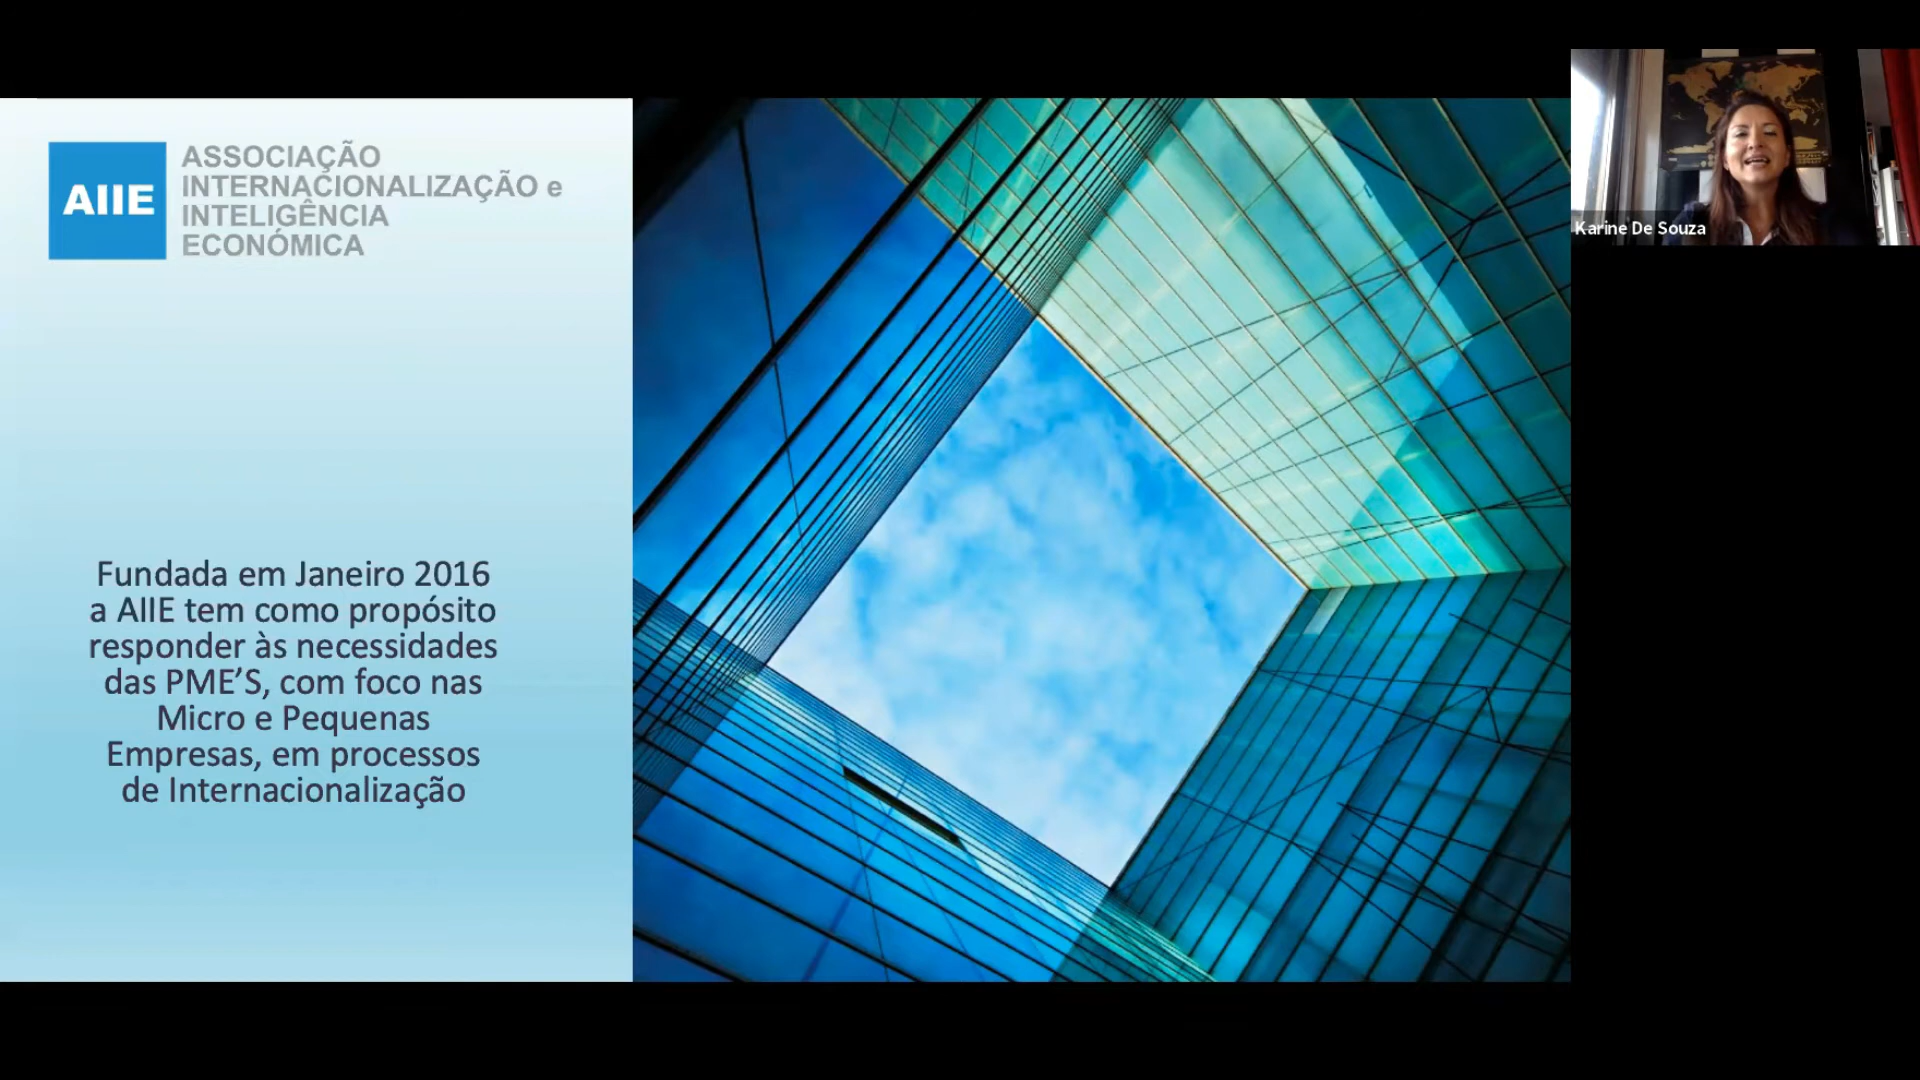 AIIE
ASSOCIAÇÃO
INTERNACIONALIZAÇÃO e
INTELIGÊNCIA
ECONÓMICA
Fundada em Janeiro 2016
a AIIE tem como propósito
responder às necessidades
das PME’S, com foco nas
Micro e Pequenas
Empresas, em processos
de Internacionalização
Karine De Souza